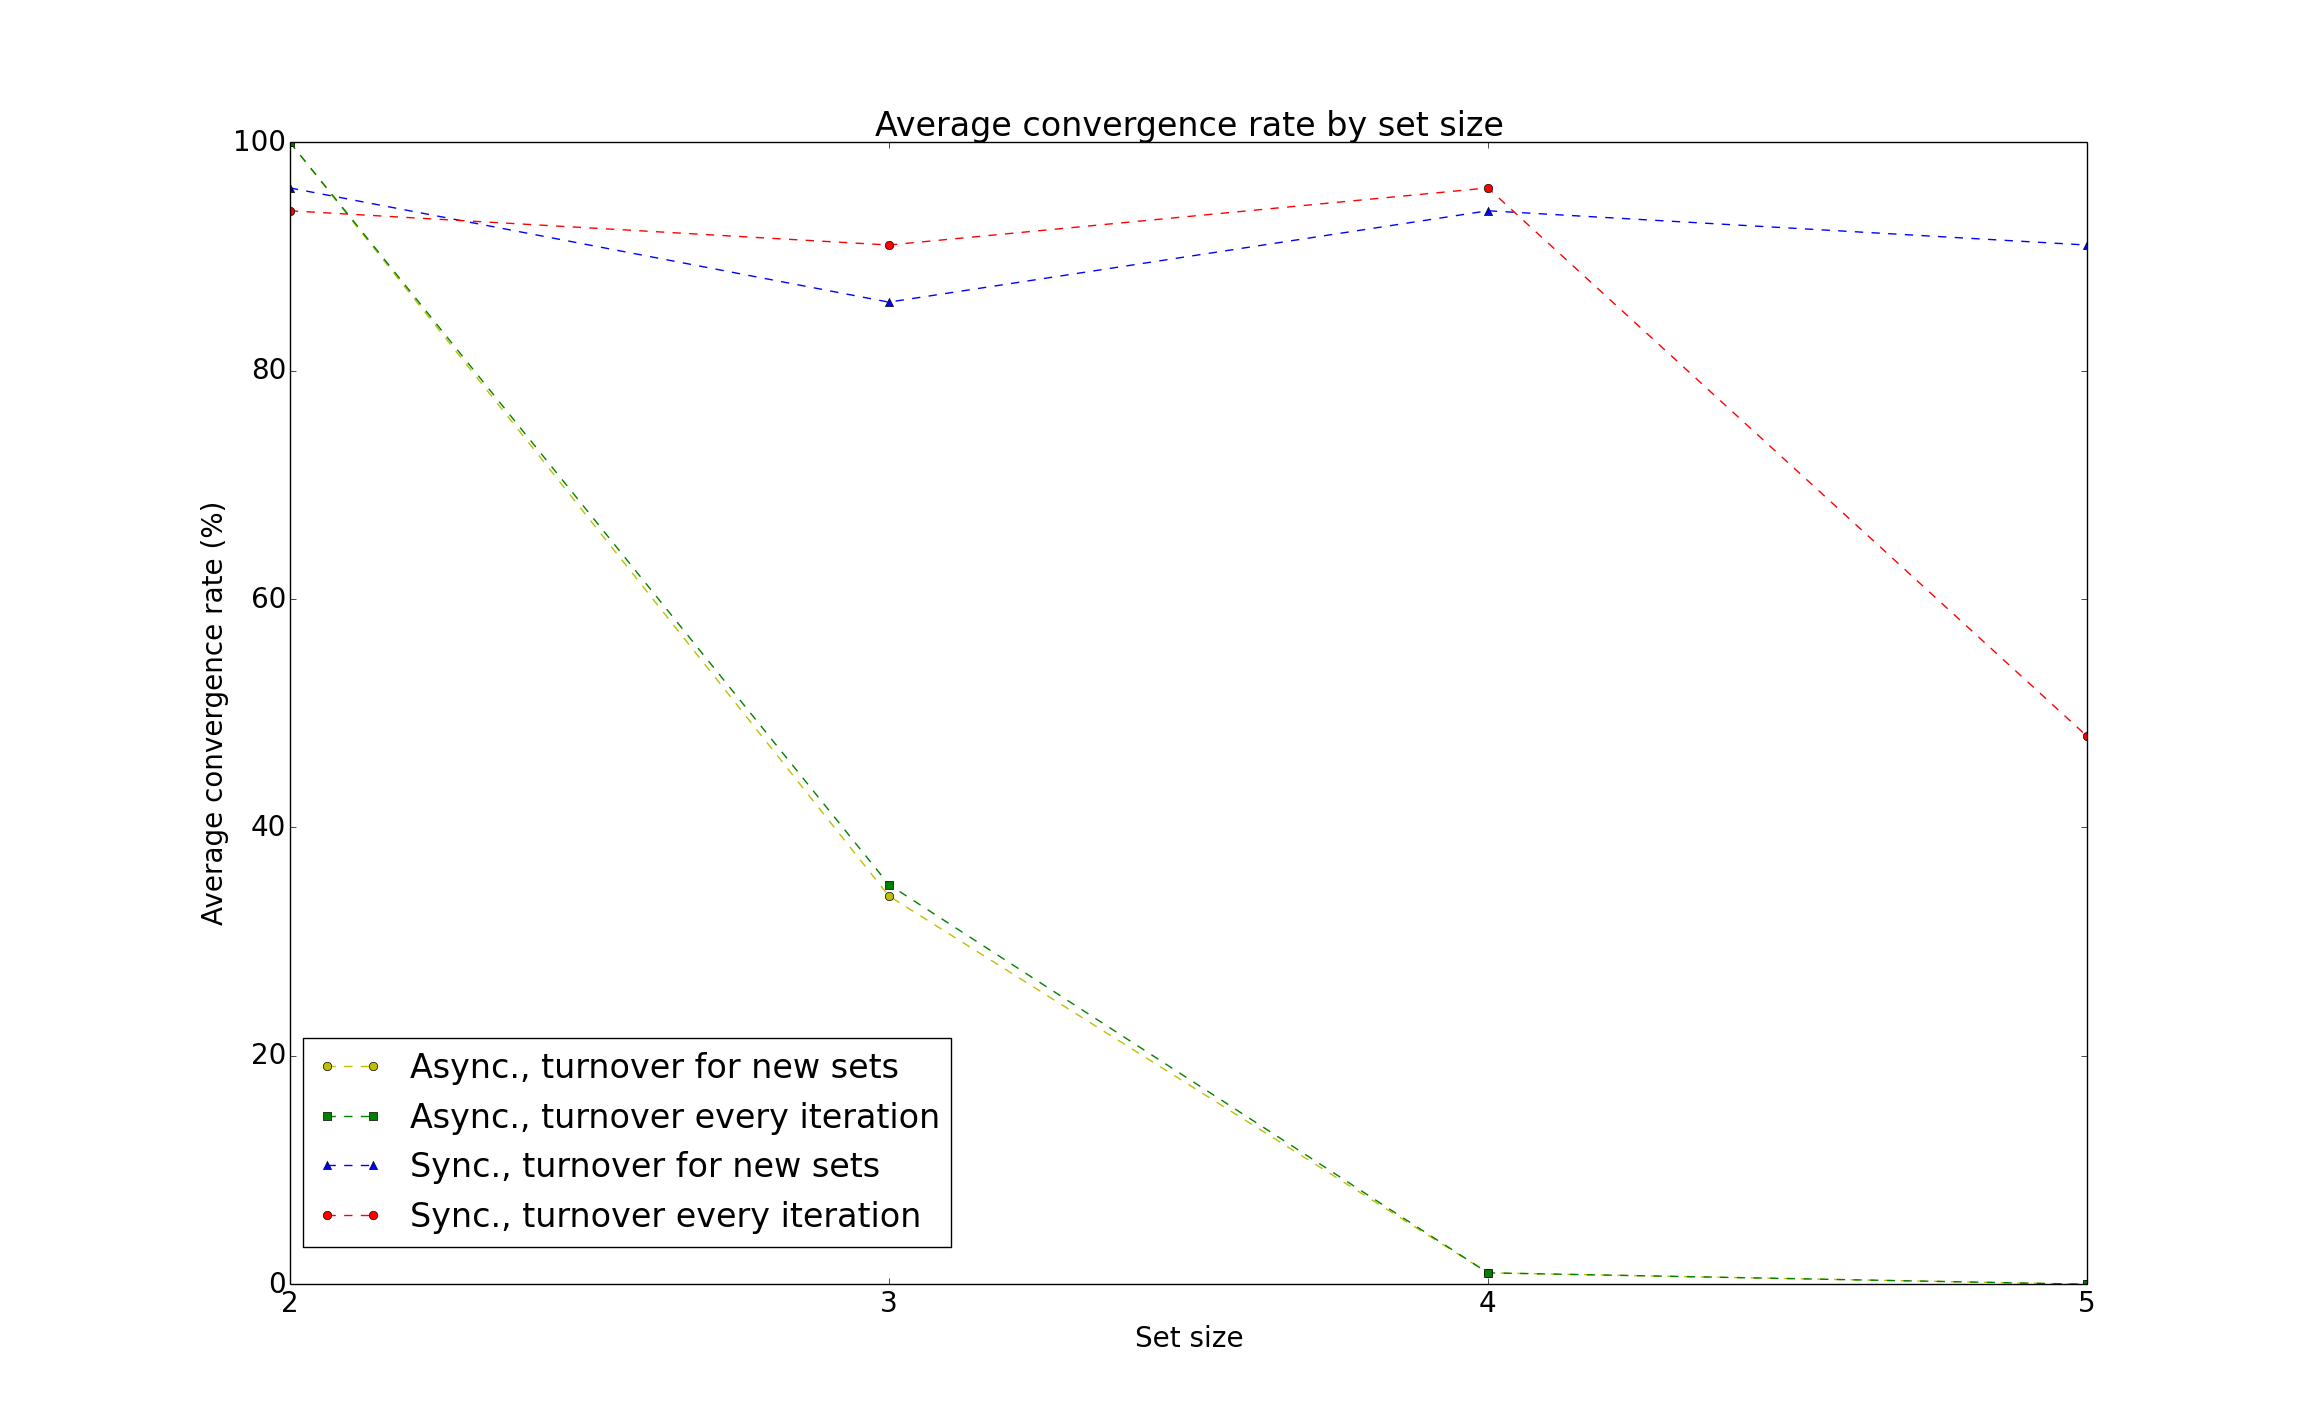 Average convergence rate by set size
100
80
60
40
20
0
Average convergence rate (%)
Async., turnover for new sets
Async., turnover every iteration
Sync., turnover for new sets
Sync., turnover every iteration
2 3 4 5
Set size